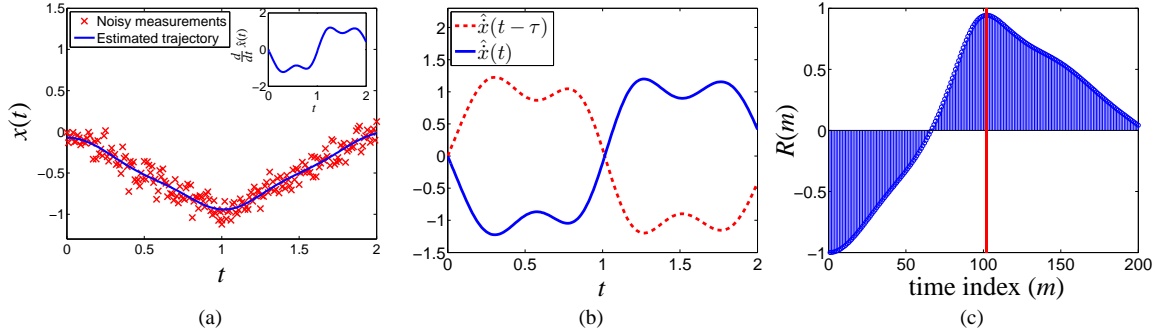 Noisy measurements
Estimated trajectory
1.5
1
0.5
0
−0.5
−1
x(t)
0
0.5
1
1.5
2
t
2
0
−2
d/dt x̂(t)
0
1
2
t
(a)
x̂̇(t−τ)
x̂̇(t)
2
1.5
1
0.5
0
−0.5
−1
−1.5
0
0.5
1
1.5
2
t
(b)
1
0.5
0
−0.5
−1
R(m)
0
50
100
150
200
time index (m)
(c)